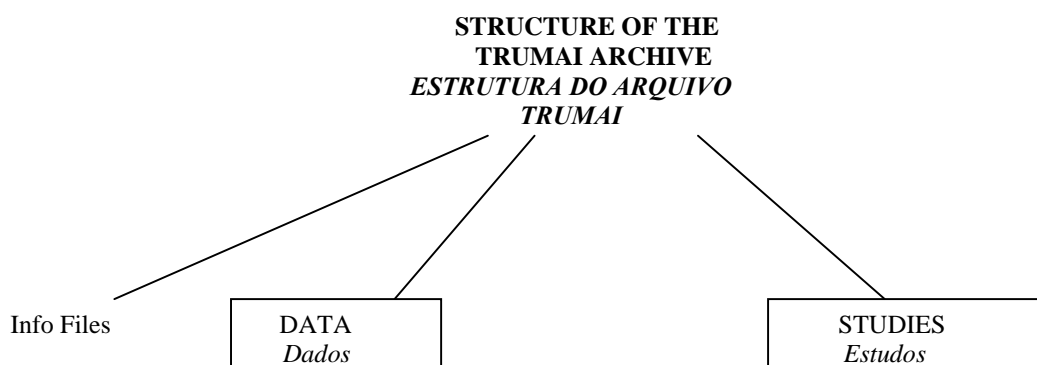 STRUCTURE OF THE
TRUMAI ARCHIVE
ESTRUTURA DO ARQUIVO
TRUMAI
Info Files
DATA
Dados
STUDIES
Estudos